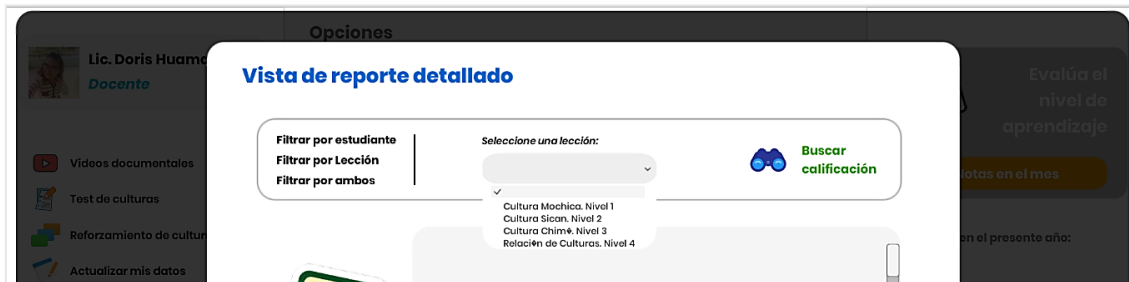 Opciones
Lic. Doris Huama
Docente
Videos documentales
Test de culturas
Reforzamiento de cultur
Actualizar mis datos
Vista de reporte detallado
Filtrar por estudiante
Filtrar por Lección
Filtrar por ambos
Seleccione una lección:
Cultura Mochica. Nivel 1
Cultura Sican. Nivel 2
Cultura Chim�. Nivel 3
Relaci�n de Culturas. Nivel 4
Buscar
calificación
Evalúa el
nivel de
aprendizaje
Notas en el mes
en el presente año: